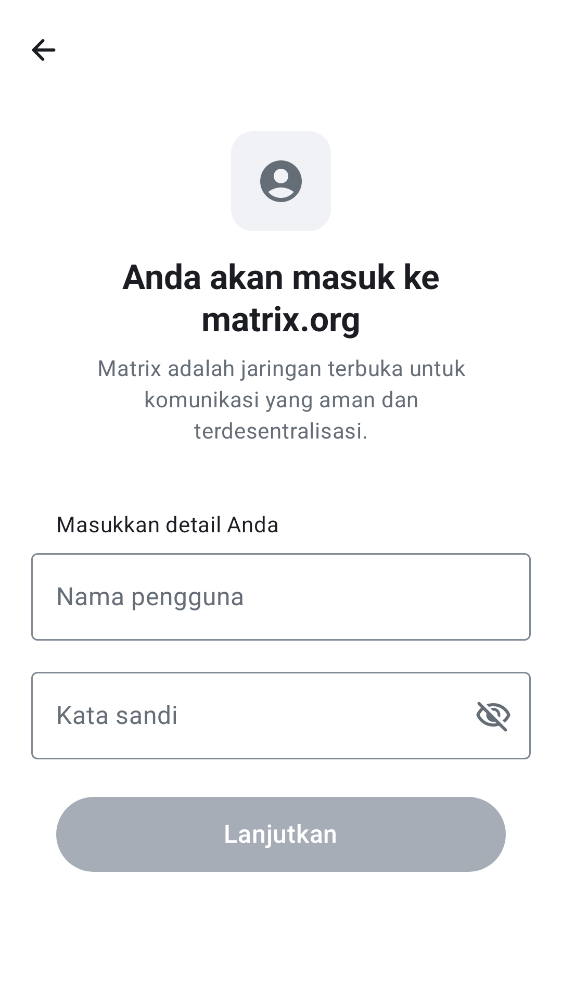 Anda akan masuk ke
matrix.org
Matrix adalah jaringan terbuka untuk
komunikasi yang aman dan
terdesentralisasi.
Masukkan detail Anda
Nama pengguna
Kata sandi
Lanjutkan